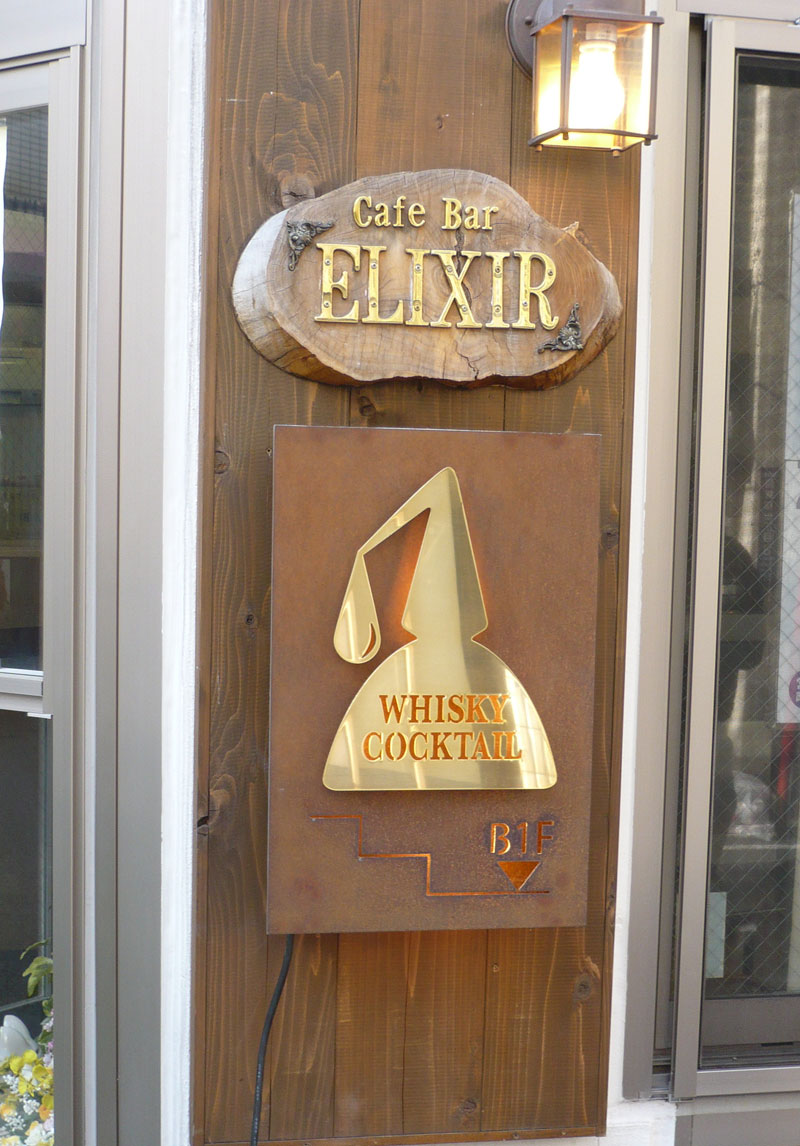 Cafe Bar
ELIXIR
WHISKY
COCKTAIL
B1F